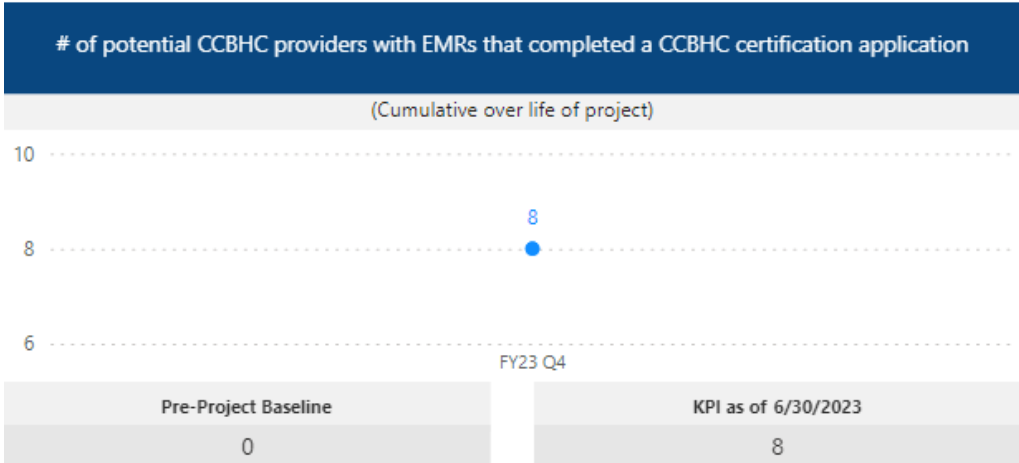 # of potential CCBHC providers with EMRs that completed a CCBHC certification application
(Cumulative over life of project)
10
8
8
6
FY23 Q4
Pre-Project Baseline
KPI as of 6/30/2023
0
8